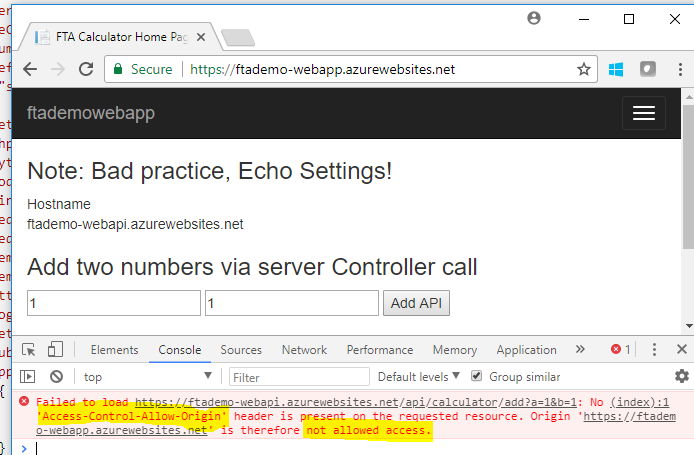 FTA Calculator Home Pag
Secure https://ftademo-webapp.azurewebsites.net
ftademowebapp
Note: Bad practice, Echo Settings!
Hostname
ftademo-webapi.azurewebsites.net
Add two numbers via server Controller call
1 1 Add API
Elements Console Sources Network Performance Memory Application » 1
top Filter Default levels ▼ Group similar
Failed to load https://ftademo-webapi.azurewebsites.net/api/calculator/add?a=1&b=1: No (index):1
'Access-Control-Allow-Origin' header is present on the requested resource. Origin 'https://ftadem
o-webapp.azurewebsites.net' is therefore not allowed access.